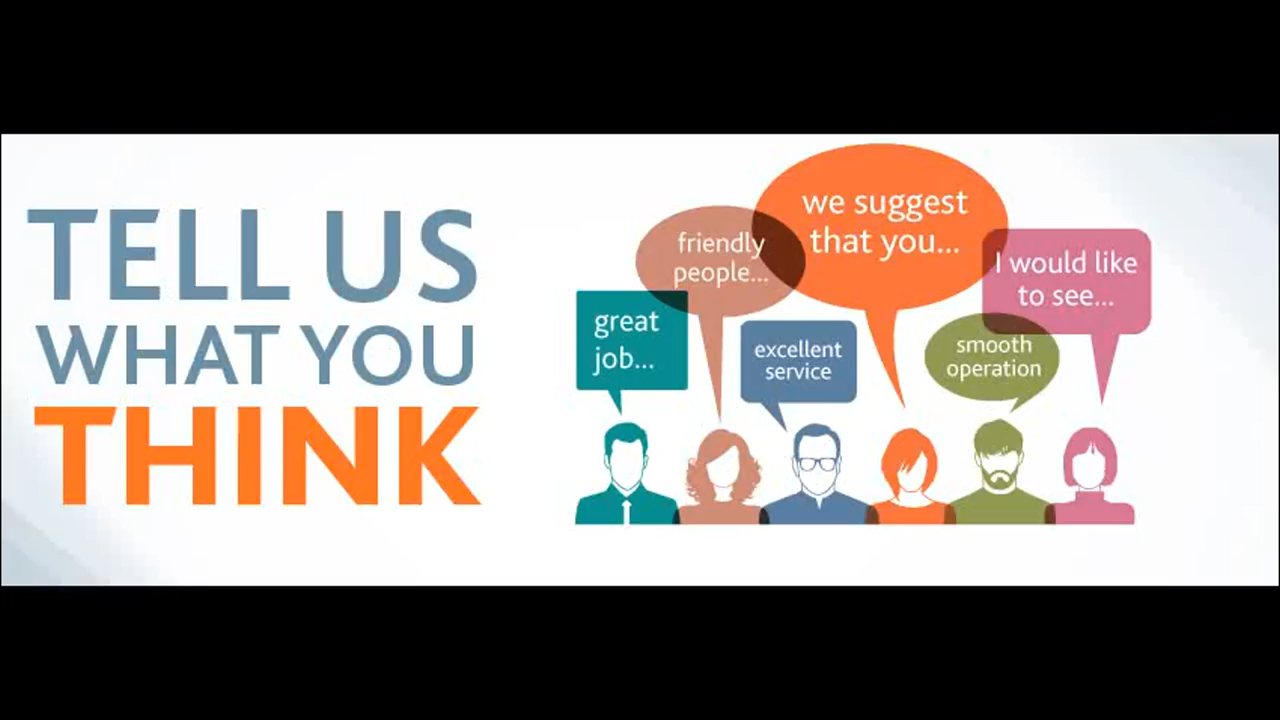 TELL US
WHAT YOU
THINK
great
job...
friendly
people...
excellent
service
we suggest
that you...
smooth
operation
I would like
to see...